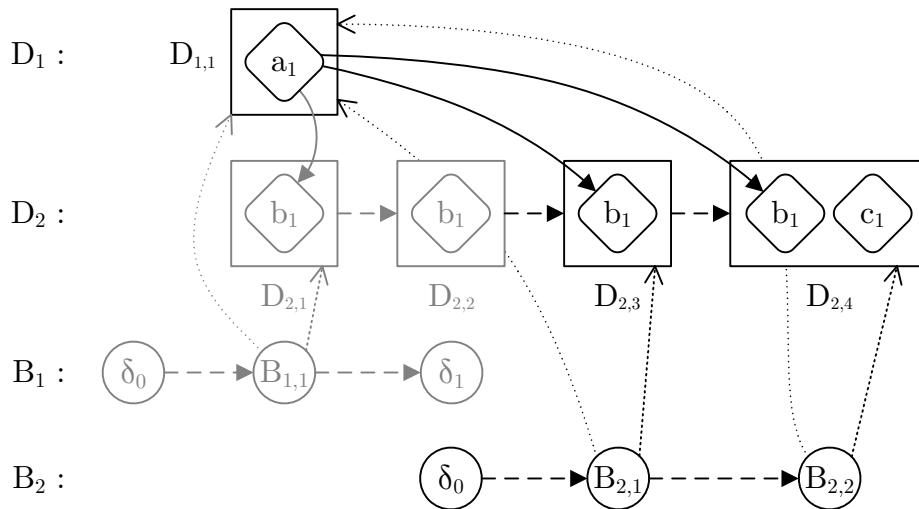 D₁ : D₁,₁ a₁
D₂ : b₁ b₁ b₁ b₁ c₁
D₂,₁ D₂,₂ D₂,₃ D₂,₄
B₁ : δ₀ B₁,₁ δ₁
B₂ : δ₀ B₂,₁ B₂,₂